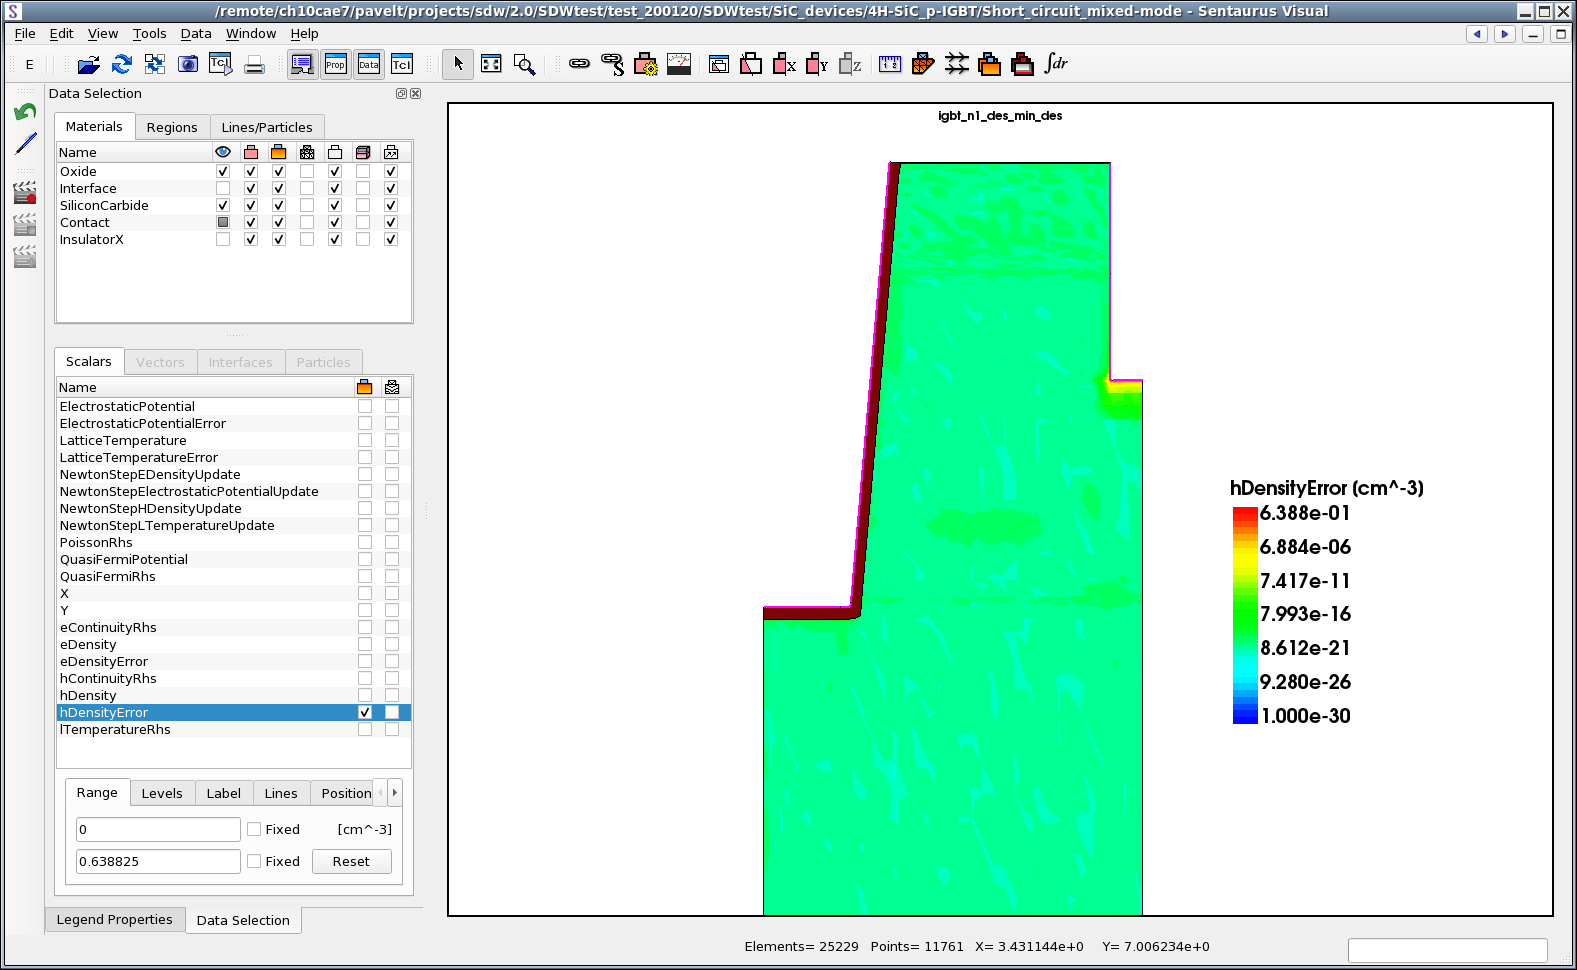 /remote/ch10cae7/pavelt/projects/sdw/2.0/SDWtest/test_200120/SDWtest/SiC_devices/4H-SiC_p-IGBT/Short_circuit_mixed-mode - Sentaurus Visual
File Edit View Tools Data Window Help
E Tcl Prop Data Tcl X Y Z ∫dr
Data Selection
Materials Regions Lines/Particles
Name
Oxide
Interface
SiliconCarbide
Contact
InsulatorX
Scalars Vectors Interfaces Particles
Name
ElectrostaticPotential
ElectrostaticPotentialError
LatticeTemperature
LatticeTemperatureError
NewtonStepEDensityUpdate
NewtonStepElectrostaticPotentialUpdate
NewtonStepHDensityUpdate
NewtonStepLTemperatureUpdate
PoissonRhs
QuasiFermiPotential
QuasiFermiRhs
X
Y
eContinuityRhs
eDensity
eDensityError
hContinuityRhs
hDensity
hDensityError
lTemperatureRhs
Range Levels Label Lines Position
0 Fixed [cm^-3]
0.638825 Fixed Reset
Legend Properties Data Selection
igbt_n1_des_min_des
hDensityError (cm^-3)
6.388e-01
6.884e-06
7.417e-11
7.993e-16
8.612e-21
9.280e-26
1.000e-30
Elements= 25229 Points= 11761 X= 3.431144e+0 Y= 7.006234e+0